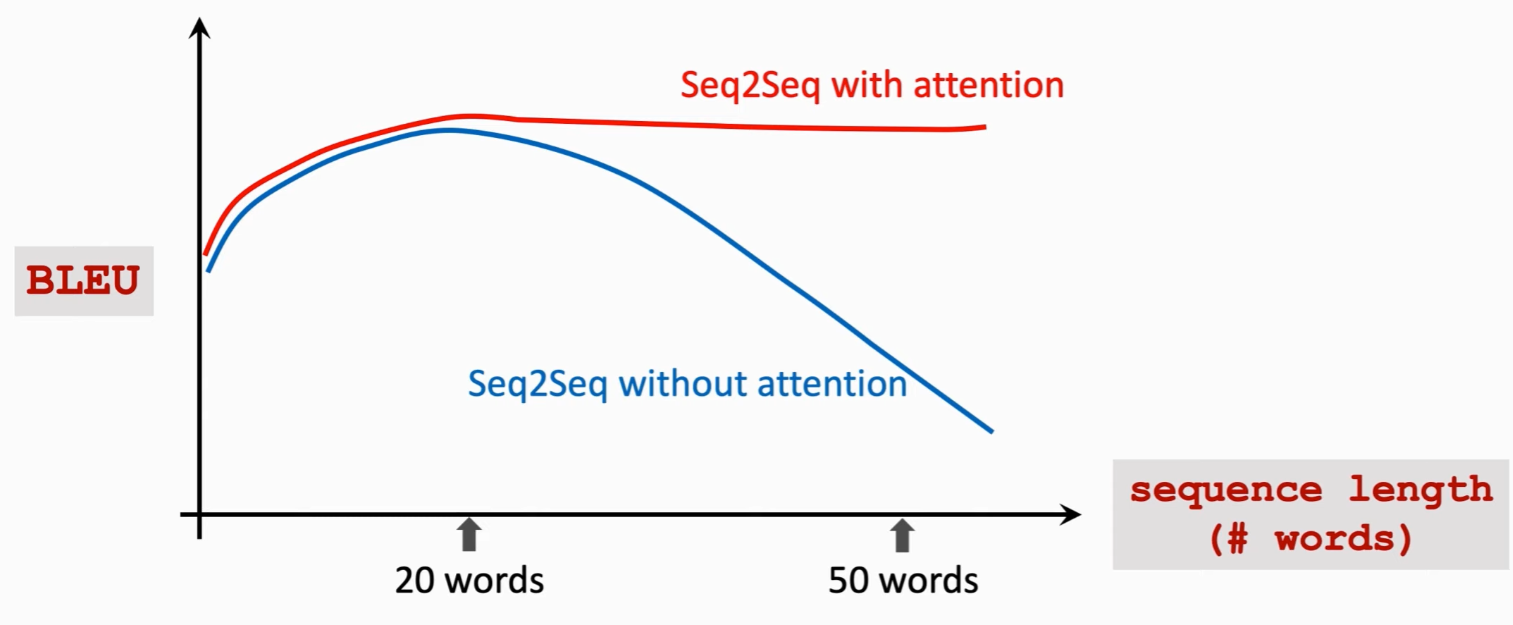 Seq2Seq with attention
BLEU
Seq2Seq without attention
sequence length
(# words)
20 words
50 words